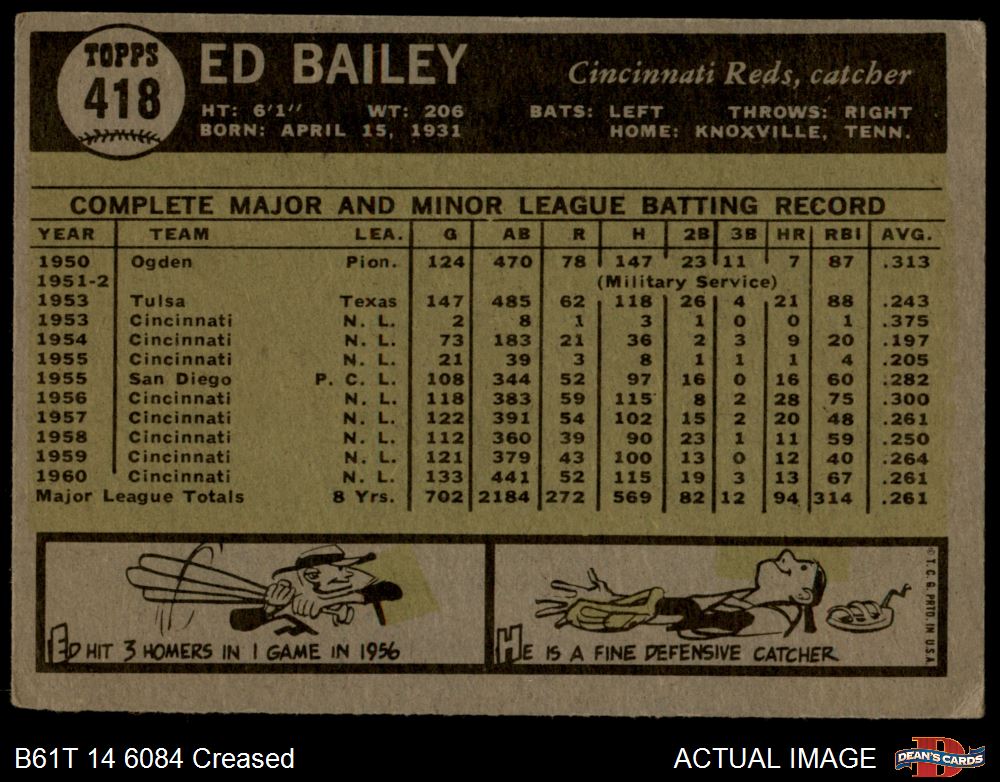 TOPPS
418
ED BAILEY
Cincinnati Reds, catcher
HT: 6'1" WT: 206 BATS: LEFT THROWS: RIGHT
BORN: APRIL 15, 1931 HOME: KNOXVILLE, TENN.
COMPLETE MAJOR AND MINOR LEAGUE BATTING RECORD
YEAR TEAM LEA. G AB R H 2B 3B HR RBI AVG.
1950 Ogden Pion. 124 470 78 147 23 11 7 87 .313
1951-2 (Military Service)
1953 Tulsa Texas 147 485 62 118 26 4 21 88 .243
1953 Cincinnati N. L. 2 8 1 3 1 0 0 1 .375
1954 Cincinnati N. L. 73 183 21 36 2 3 9 20 .197
1955 Cincinnati N. L. 21 39 3 8 1 1 1 4 .205
1955 San Diego P. C. L. 108 344 52 97 16 0 16 60 .282
1956 Cincinnati N. L. 118 383 59 115 8 2 28 75 .300
1957 Cincinnati N. L. 122 391 54 102 15 2 20 48 .261
1958 Cincinnati N. L. 112 360 39 90 23 1 11 59 .250
1959 Cincinnati N. L. 121 379 43 100 13 0 12 40 .264
1960 Cincinnati N. L. 133 441 52 115 19 3 13 67 .261
Major League Totals 8 Yrs. 702 2184 272 569 82 12 94 314 .261
ED HIT 3 HOMERS IN 1 GAME IN 1956
HE IS A FINE DEFENSIVE CATCHER
© T.C.G. PRTD. IN U.S.A.
B61T 14 6084 Creased
ACTUAL IMAGE
D
DEAN'S CARDS